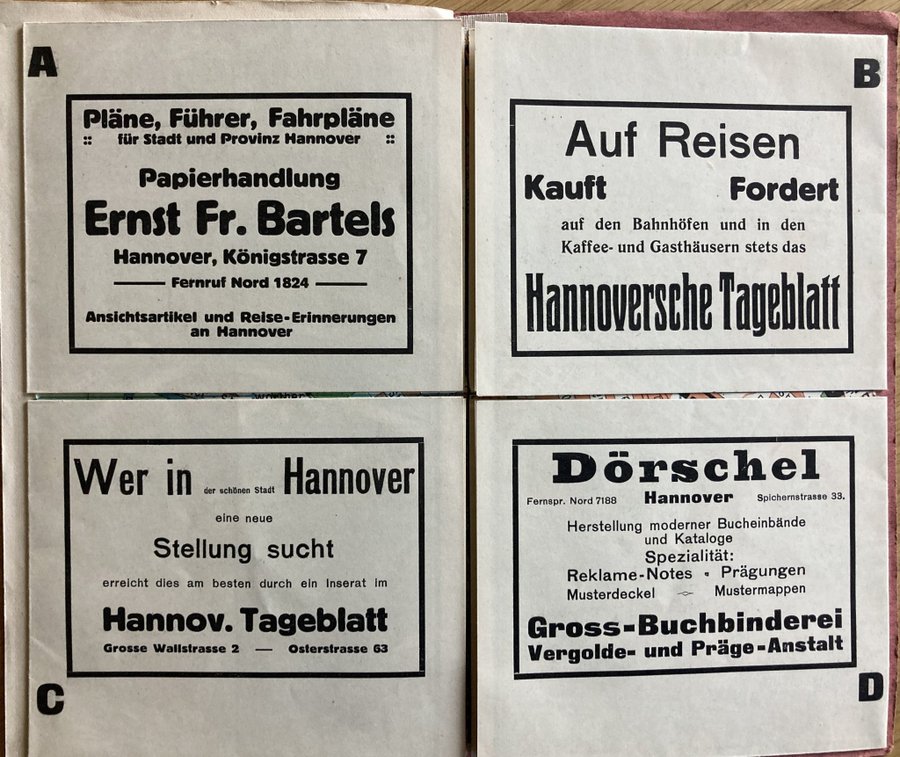 A
Pläne, Führer, Fahrpläne
:: für Stadt und Provinz Hannover ::
Papierhandlung
Ernst Fr. Bartels
Hannover, Königstrasse 7
Fernruf Nord 1824
Ansichtsartikel und Reise-Erinnerungen
an Hannover
B
Auf Reisen
Kauft Fordert
auf den Bahnhöfen und in den
Kaffee- und Gasthäusern stets das
Hannoversche Tageblatt
Wer in der schönen Stadt Hannover
eine neue
Stellung sucht
erreicht dies am besten durch ein Inserat im
Hannov. Tageblatt
Grosse Wallstrasse 2 — Osterstrasse 63
C
Dörschel
Fernspr. Nord 7188 Hannover Spichernstrasse 33.
Herstellung moderner Bucheinbände
und Kataloge
Spezialität:
Reklame-Notes • Prägungen
Musterdeckel Mustermappen
Gross-Buchbinderei
Vergolde- und Präge-Anstalt
D